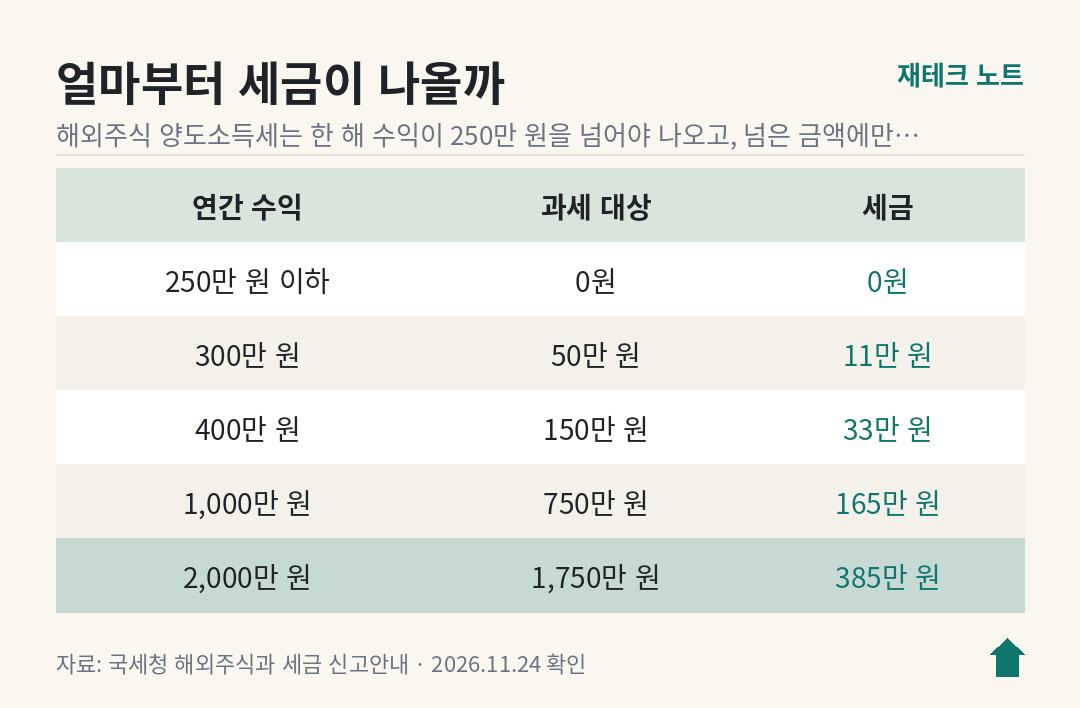 얼마부터 세금이 나올까
재테크 노트
해외주식 양도소득세는 한 해 수익이 250만 원을 넘어야 나오고, 넘은 금액에만…
연간 수익 과세 대상 세금
250만 원 이하 0원 0원
300만 원 50만 원 11만 원
400만 원 150만 원 33만 원
1,000만 원 750만 원 165만 원
2,000만 원 1,750만 원 385만 원
자료: 국세청 해외주식과 세금 신고안내 · 2026.11.24 확인